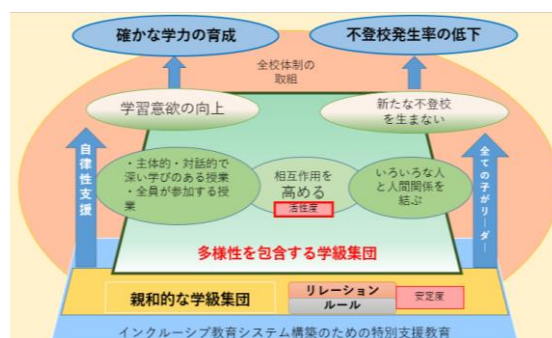 確かな学力の育成
不登校発生率の低下
全校体制の
取組
学習意欲の向上
新たな不登校
を生まない
自律性支援
・主体的・対話的で
深い学びのある授業
・全員が参加する授
業
相互作用を
高める
活性度
いろいろな人
と人間関係を
結ぶ
全ての子がリーダー
多様性を包含する学級集団
親和的な学級集団
リレーション
ルール
安定度
インクルーシブ教育システム構築のための特別支援教育